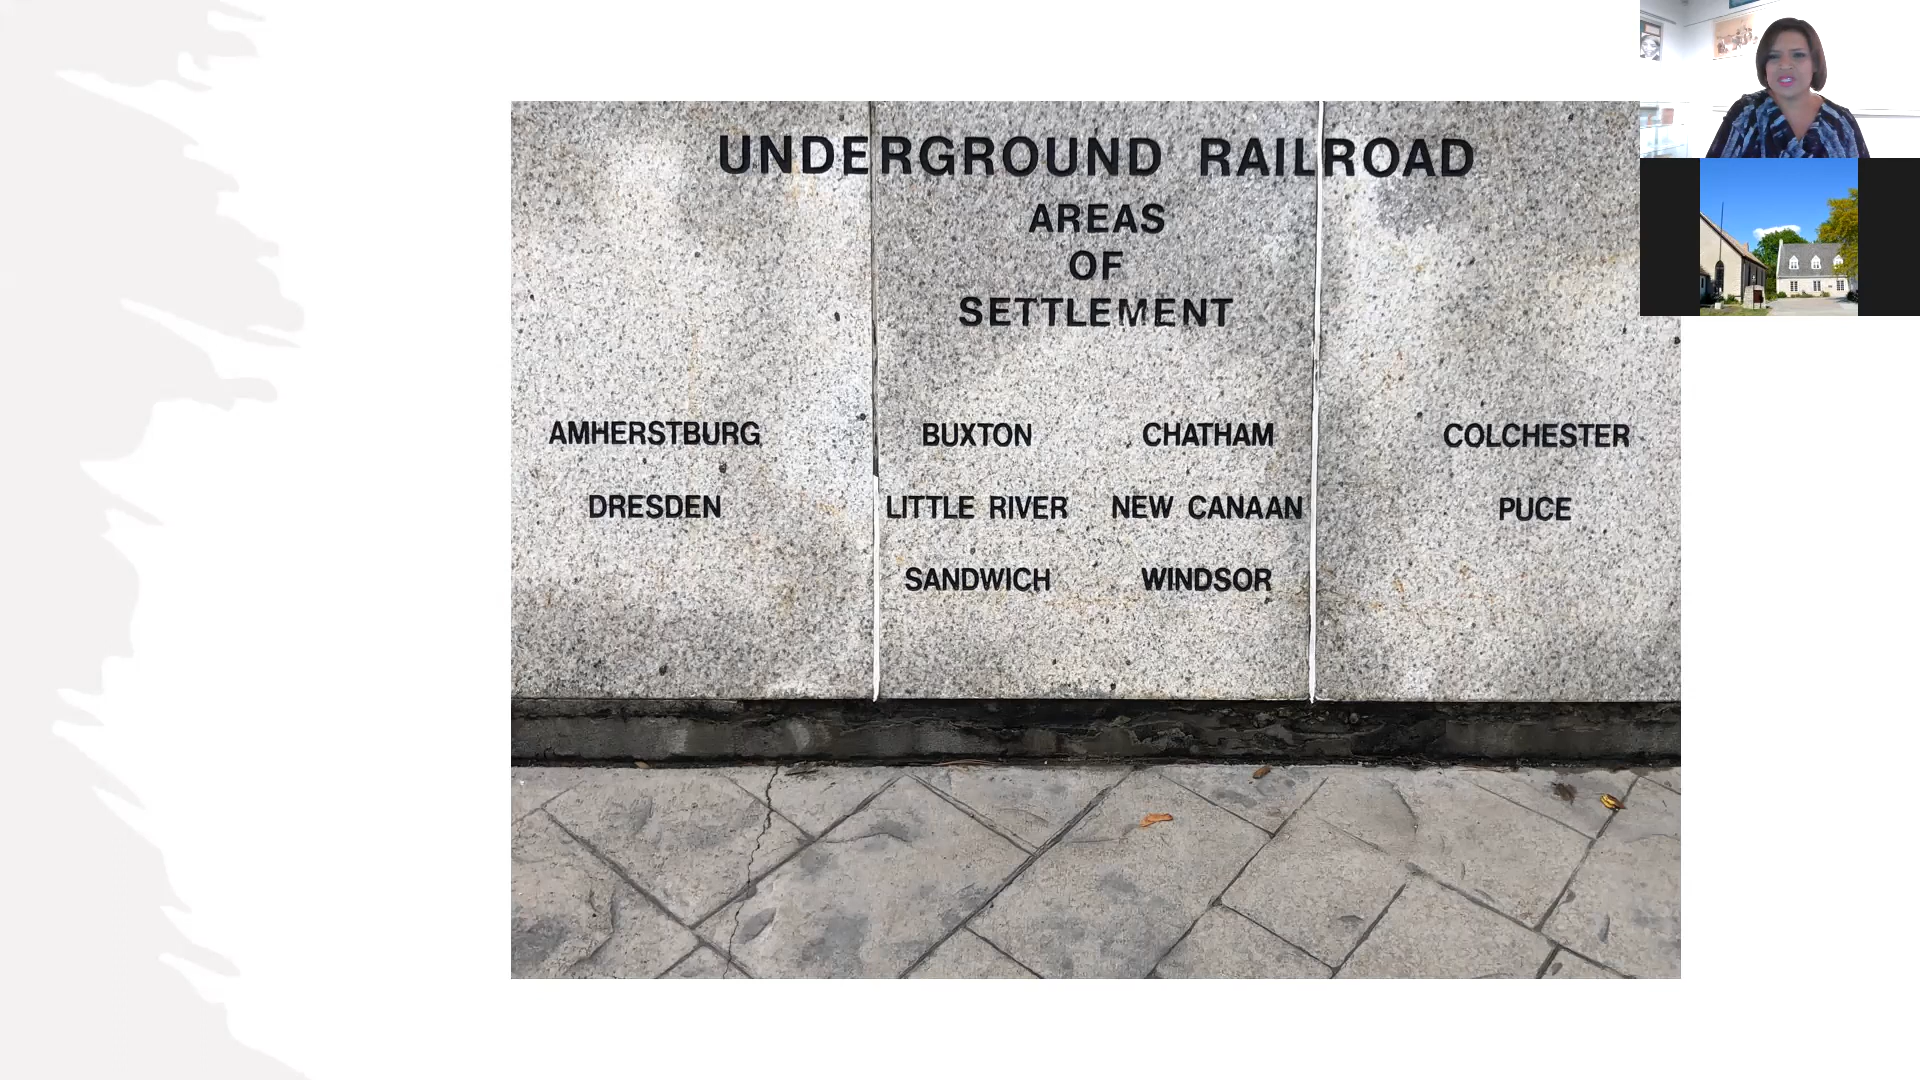 UNDERGROUND RAILROAD
AREAS
OF
SETTLEMENT
AMHERSTBURG BUXTON CHATHAM COLCHESTER
DRESDEN LITTLE RIVER NEW CANAAN PUCE
SANDWICH WINDSOR